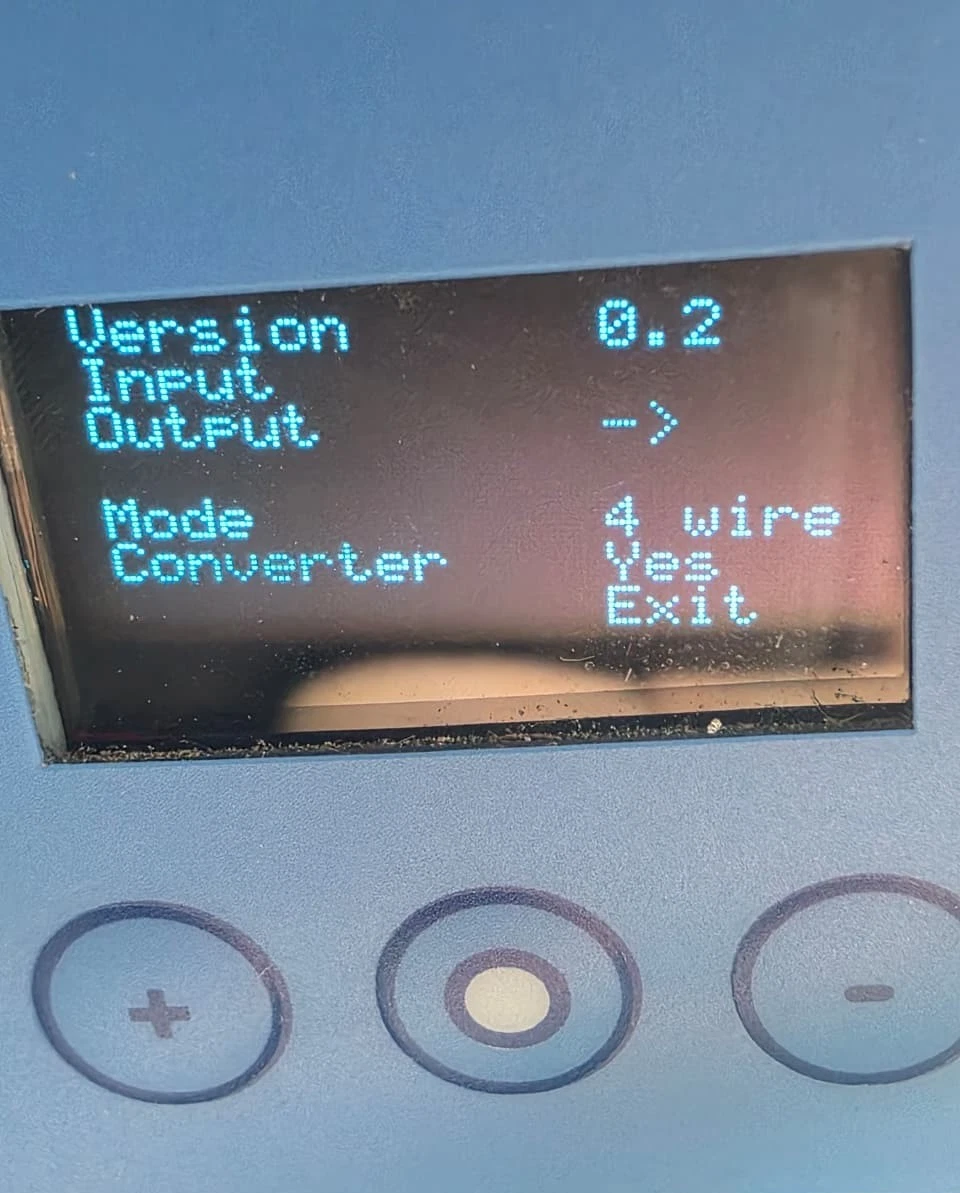 Version 0.2
Input
Output ->
Mode 4 wire
Converter Yes
Exit
+ -